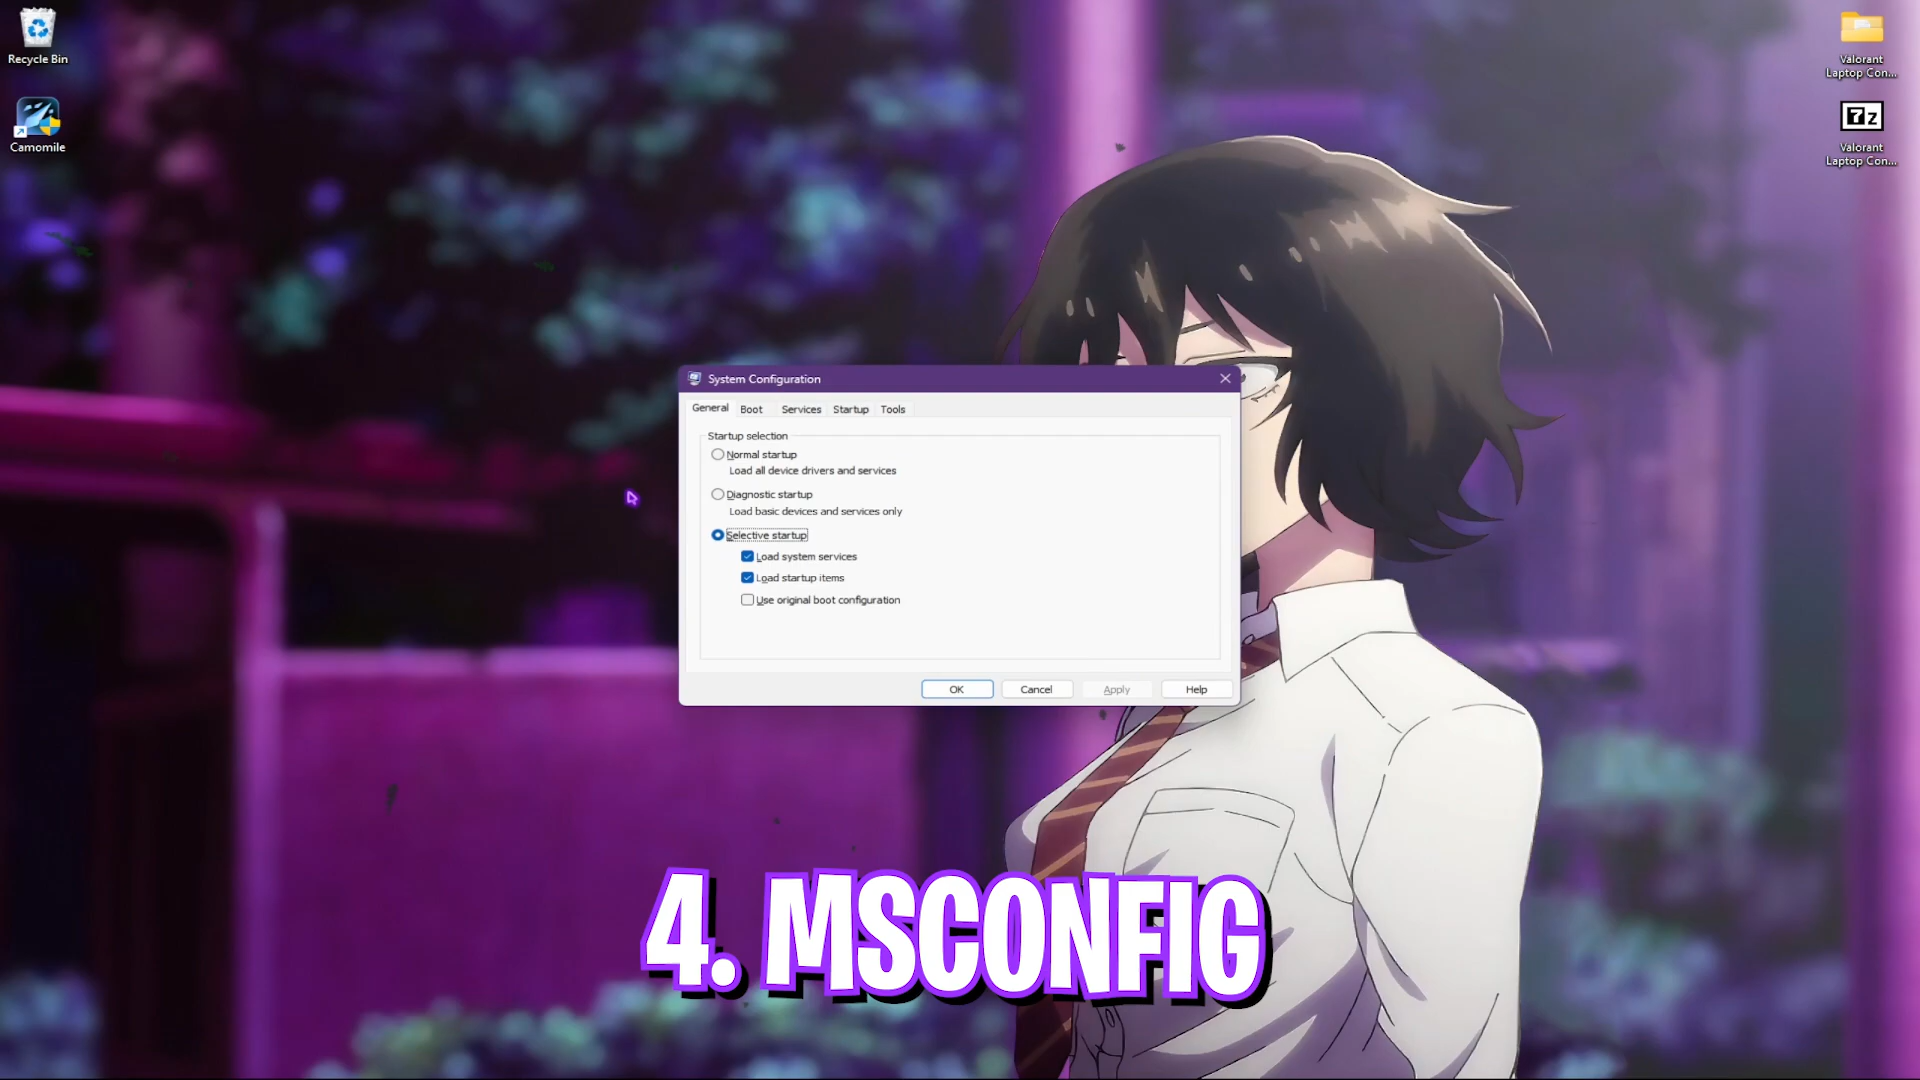 Recycle Bin
Camomile
Valorant
Laptop Con...
Valorant
Laptop Con...
7z
System Configuration
General Boot Services Startup Tools
Startup selection
Normal startup
Load all device drivers and services
Diagnostic startup
Load basic devices and services only
Selective startup
Load system services
Load startup items
Use original boot configuration
OK Cancel Apply Help
4. MSCONFIG